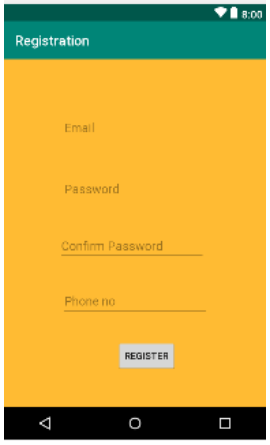 8:00
Registration
Email
Password
Confirm Password
Phone no
REGISTER